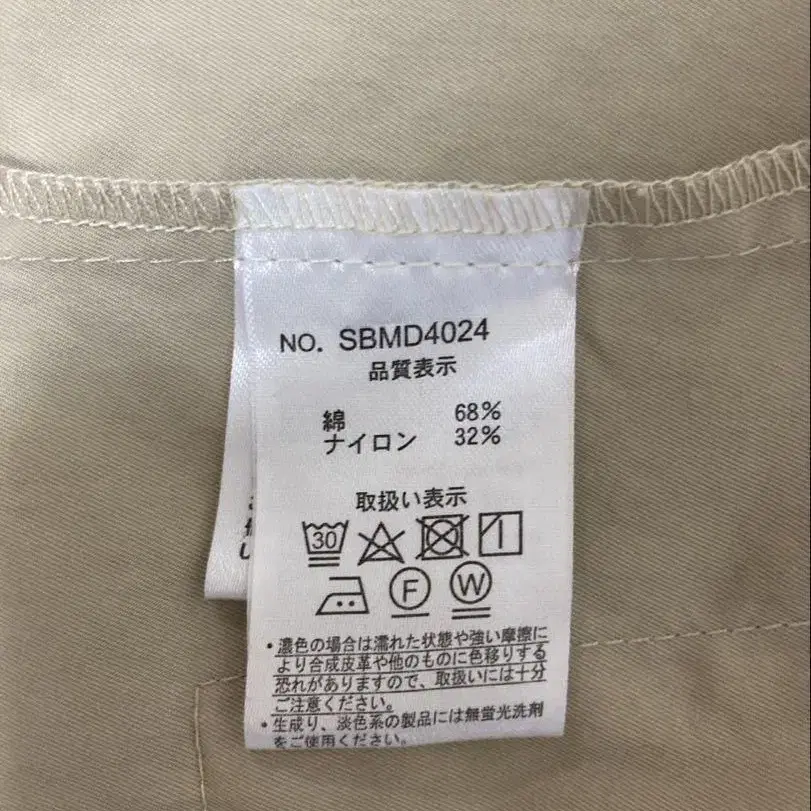 NO. SBMD4024
品質表示
綿 68%
ナイロン 32%
取扱い表示
30
F W
・濃色の場合は濡れた状態や強い摩擦に
より合成皮革や他のものに色移りする
恐れがありますので、取扱いには十分
ご注意ください。
・生成り、淡色系の製品には無蛍光洗剤
をご使用ください。